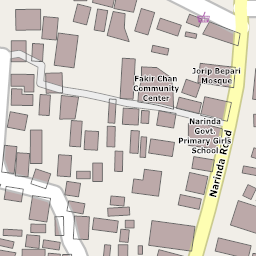 Fakir Chan
Community
Center
Jorip Bepari
Mosque
Narinda
Govt.
Primary Girls
School
Narinda Road